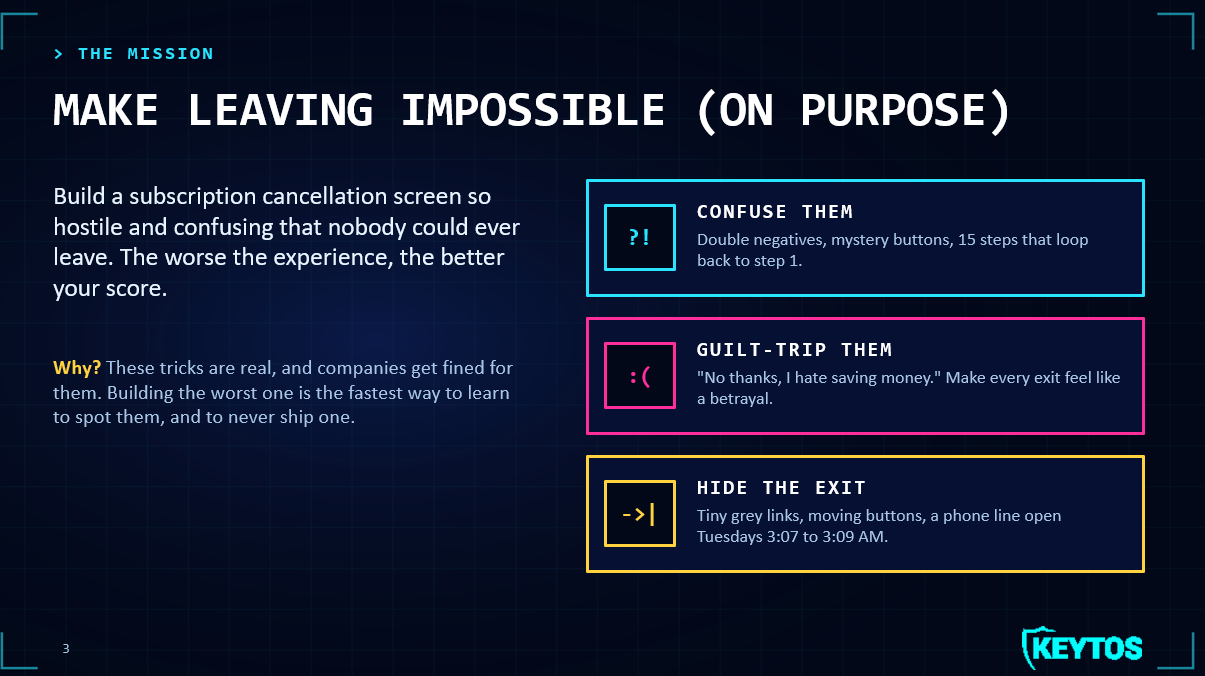 > THE MISSION
MAKE LEAVING IMPOSSIBLE (ON PURPOSE)
Build a subscription cancellation screen so
hostile and confusing that nobody could ever
leave. The worse the experience, the better
your score.
Why? These tricks are real, and companies get fined for
them. Building the worst one is the fastest way to learn
to spot them, and to never ship one.
?!
CONFUSE THEM
Double negatives, mystery buttons, 15 steps that loop
back to step 1.
:(
GUILT-TRIP THEM
"No thanks, I hate saving money." Make every exit feel like
a betrayal.
->|
HIDE THE EXIT
Tiny grey links, moving buttons, a phone line open
Tuesdays 3:07 to 3:09 AM.
3
KEYTOS